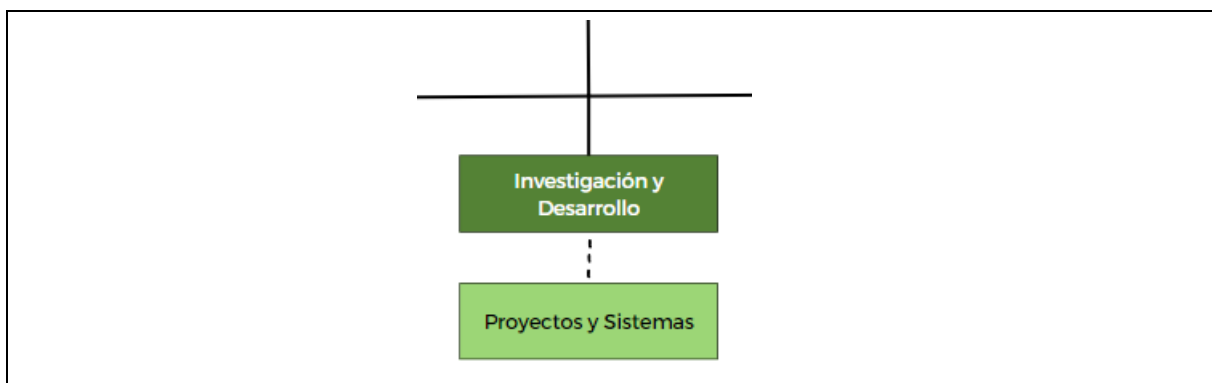 Investigación y
Desarrollo
Proyectos y Sistemas